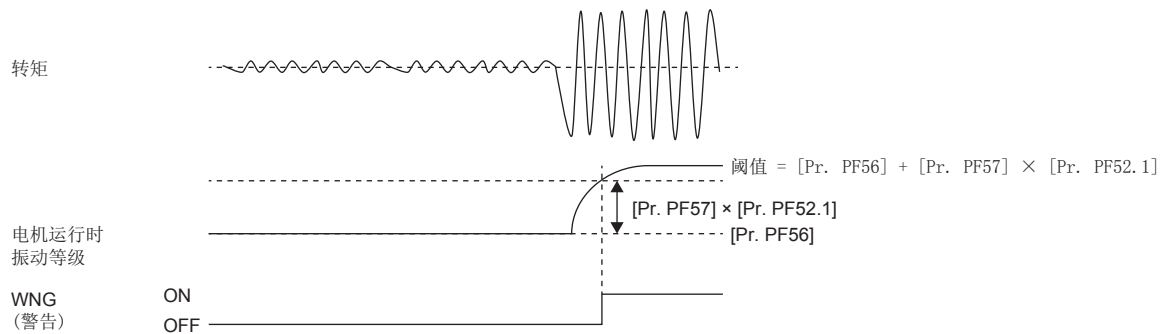 转矩
阈值 = [Pr. PF56] + [Pr. PF57] × [Pr. PF52.1]
[Pr. PF57] × [Pr. PF52.1]
[Pr. PF56]
电机运行时
振动等级
WNG
(警告)
ON
OFF